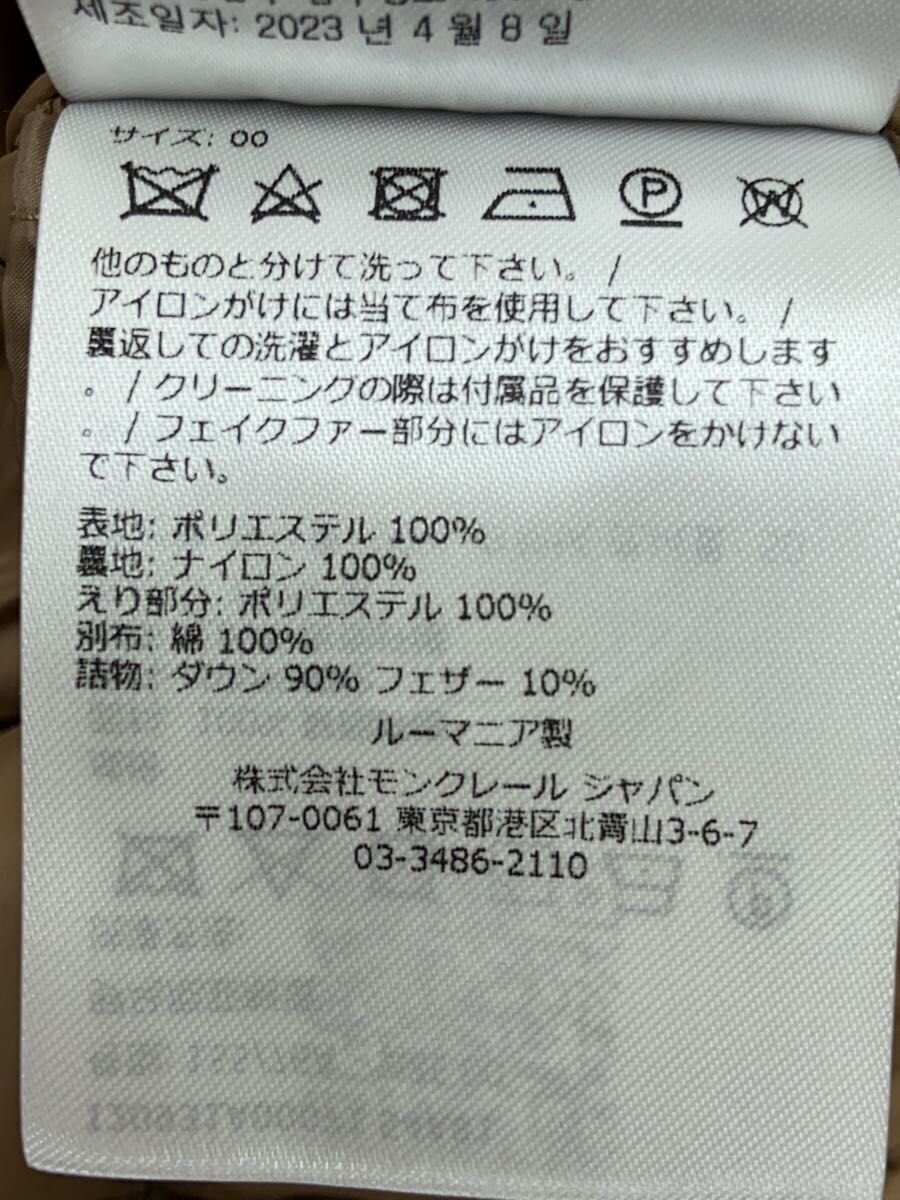 세조일자: 2023 년 4 월 8 일
サイズ: 00
P
W
他のものと分けて洗って下さい。 /
アイロンがけには当て布を使用して下さい。 /
裏返しての洗濯とアイロンがけをおすすめします
。 / クリーニングの際は付属品を保護して下さい
。 / フェイクファー部分にはアイロンをかけない
で下さい。
表地: ポリエステル 100%
裏地: ナイロン 100%
えり部分: ポリエステル 100%
別布: 綿 100%
詰物: ダウン 90% フェザー 10%
ルーマニア製
株式会社モンクレール ジャパン
〒107-0061 東京都港区北青山3-6-7
03-3486-2110